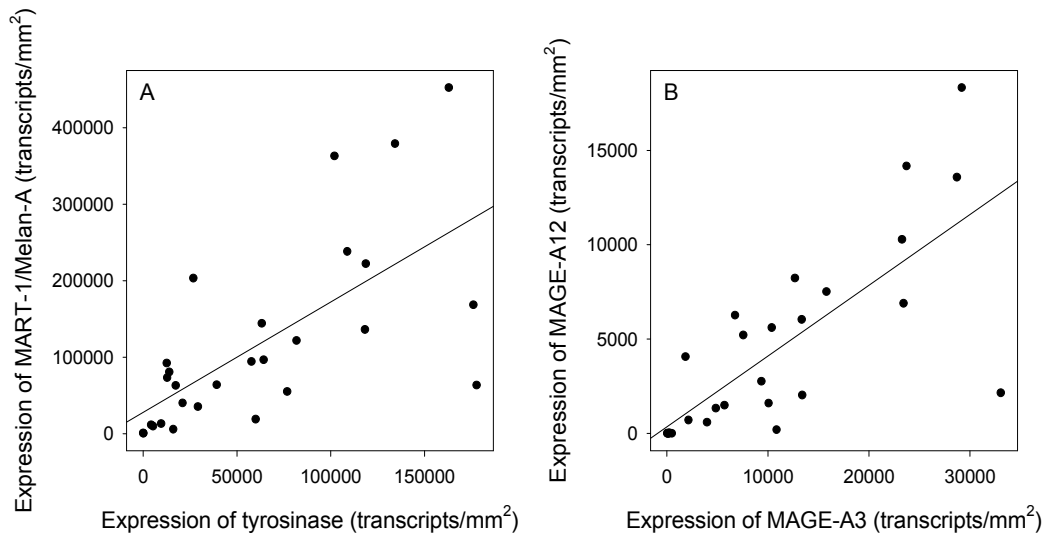 A
Expression of MART-1/Melan-A (transcripts/mm²)
400000
300000
200000
100000
0
0 50000 100000 150000
Expression of tyrosinase (transcripts/mm²)
B
Expression of MAGE-A12 (transcripts/mm²)
15000
10000
5000
0
0 10000 20000 30000
Expression of MAGE-A3 (transcripts/mm²)